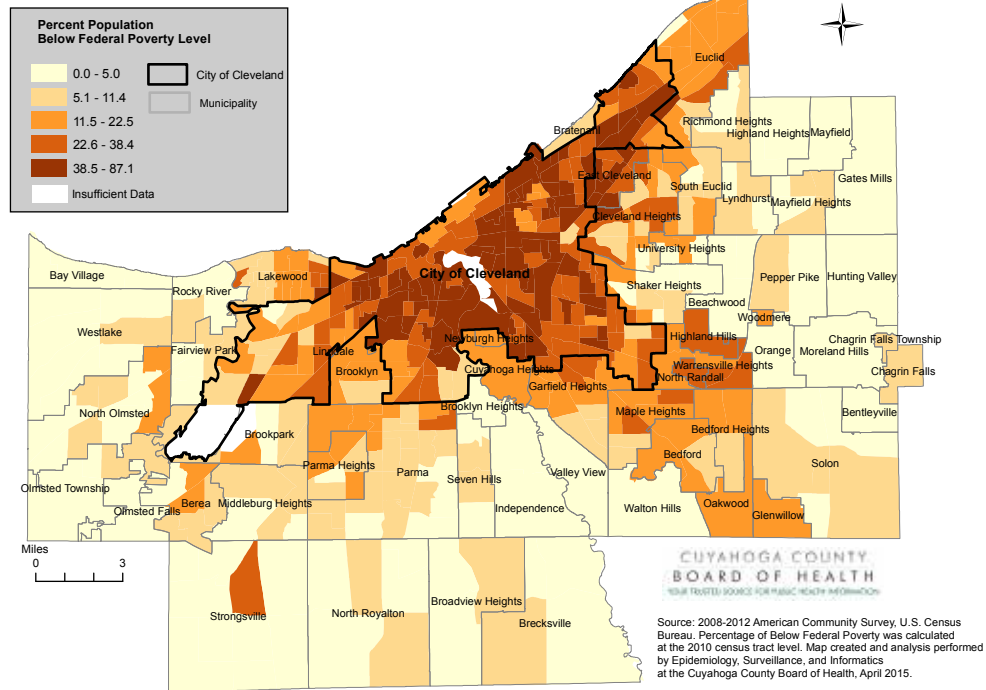 Percent Population
Below Federal Poverty Level
0.0 - 5.0
City of Cleveland
5.1 - 11.4
Municipality
11.5 - 22.5
22.6 - 38.4
38.5 - 87.1
Insufficient Data
Euclid
Bratenahl
Richmond Heights
Highland Heights
Mayfield
East Cleveland
South Euclid
Gates Mills
Lyndhurst
Mayfield Heights
Cleveland Heights
University Heights
Bay Village
Lakewood
City of Cleveland
Pepper Pike
Hunting Valley
Rocky River
Shaker Heights
Beachwood
Woodmere
Westlake
Newburgh Heights
Highland Hills
Chagrin Falls Township
Fairview Park
Linndale
Orange
Moreland Hills
Brooklyn
Cuyahoga Heights
Warrensville Heights
Chagrin Falls
North Randall
Garfield Heights
North Olmsted
Brooklyn Heights
Maple Heights
Bentleyville
Brookpark
Bedford Heights
Bedford
Parma Heights
Parma
Valley View
Solon
Seven Hills
Olmsted Township
Berea
Middleburg Heights
Independence
Walton Hills
Oakwood
Olmsted Falls
Glenwillow
Miles
0 3
Strongsville
North Royalton
Broadview Heights
Brecksville
CUYAHOGA COUNTY
BOARD OF HEALTH
YOUR TRUSTED SOURCE FOR PUBLIC HEALTH INFORMATION
Source: 2008-2012 American Community Survey, U.S. Census
Bureau. Percentage of Below Federal Poverty was calculated
at the 2010 census tract level. Map created and analysis performed
by Epidemiology, Surveillance, and Informatics
at the Cuyahoga County Board of Health, April 2015.